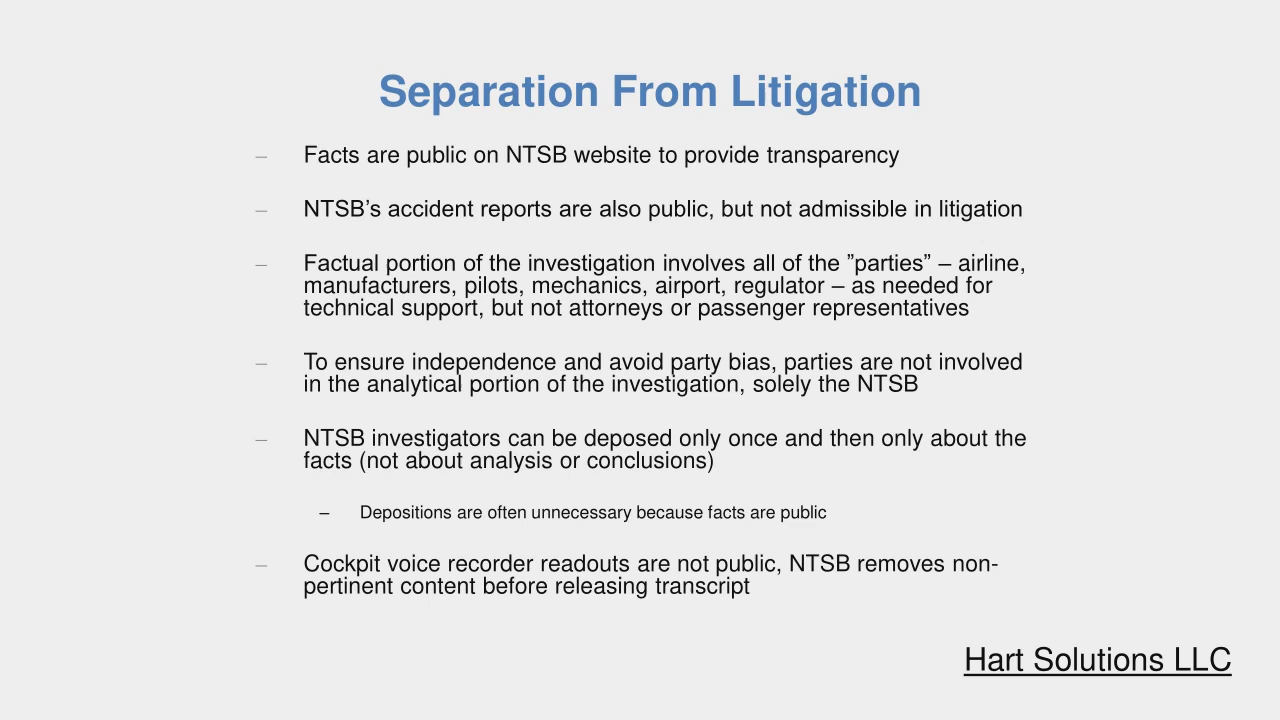 Separation From Litigation
– Facts are public on NTSB website to provide transparency
– NTSB’s accident reports are also public, but not admissible in litigation
– Factual portion of the investigation involves all of the ”parties” – airline,
manufacturers, pilots, mechanics, airport, regulator – as needed for
technical support, but not attorneys or passenger representatives
– To ensure independence and avoid party bias, parties are not involved
in the analytical portion of the investigation, solely the NTSB
– NTSB investigators can be deposed only once and then only about the
facts (not about analysis or conclusions)
– Depositions are often unnecessary because facts are public
– Cockpit voice recorder readouts are not public, NTSB removes non-
pertinent content before releasing transcript
Hart Solutions LLC